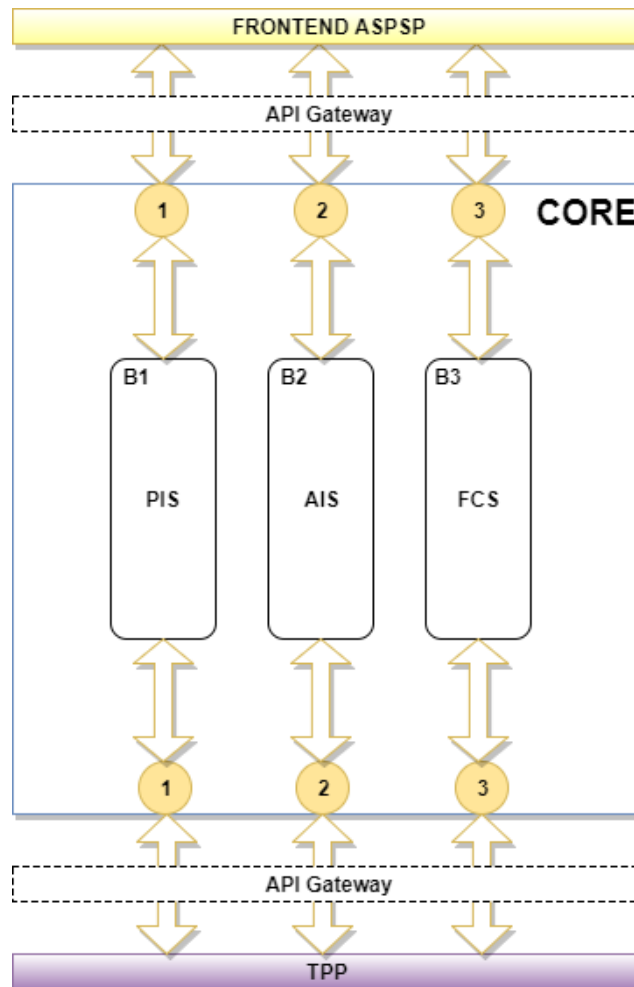 FRONTEND ASPSP
API Gateway
1 2 3 CORE
B1 B2 B3
PIS AIS FCS
1 2 3
API Gateway
TPP